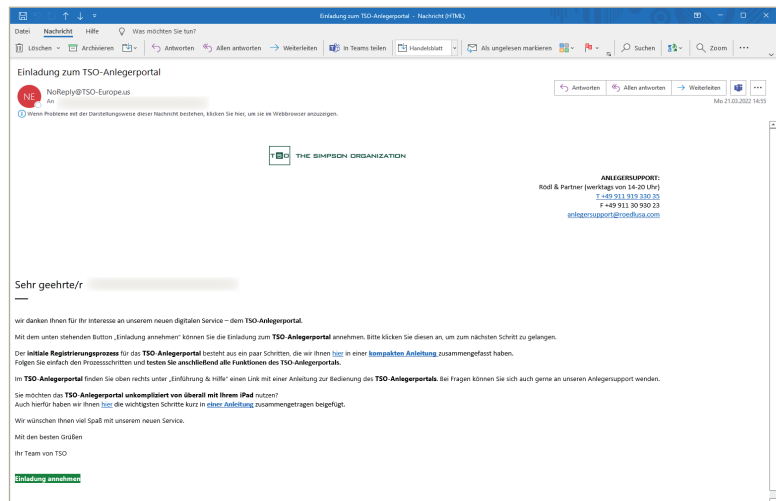 Einladung zum TSO-Anlegerportal - Nachricht (HTML)
Datei Nachricht Hilfe Was möchten Sie tun?
Löschen Archivieren Antworten Allen antworten Weiterleiten In Teams teilen Handelsblatt Als ungelesen markieren Suchen Zoom ...
Einladung zum TSO-Anlegerportal
NE
NoReply@TSO-Europe.us
An
Antworten Allen antworten Weiterleiten ...
Mo 21.03.2022 14:55
Wenn Probleme mit der Darstellungsweise dieser Nachricht bestehen, klicken Sie hier, um sie im Webbrowser anzuzeigen.
TSO THE SIMPSON ORGANIZATION
ANLEGERSUPPORT:
Rödl & Partner (werktags von 14-20 Uhr)
T +49 911 919 330 35
F +49 911 30 930 23
anlegersupport@roedlusa.com
Sehr geehrte/r
wir danken Ihnen für Ihr Interesse an unserem neuen digitalen Service – dem TSO-Anlegerportal.
Mit dem unten stehenden Button „Einladung annehmen" können Sie die Einladung zum TSO-Anlegerportal annehmen. Bitte klicken Sie diesen an, um zum nächsten Schritt zu gelangen.
Der initiale Registrierungsprozess für das TSO-Anlegerportal besteht aus ein paar Schritten, die wir Ihnen hier in einer kompakten Anleitung zusammengefasst haben.
Folgen Sie einfach den Prozessschritten und testen Sie anschließend alle Funktionen des TSO-Anlegerportals.
Im TSO-Anlegerportal finden Sie oben rechts unter „Einführung & Hilfe" einen Link mit einer Anleitung zur Bedienung des TSO-Anlegerportals. Bei Fragen können Sie sich auch gerne an unseren Anlegersupport wenden.
Sie möchten das TSO-Anlegerportal unkompliziert von überall mit Ihrem iPad nutzen?
Auch hierfür haben wir Ihnen hier die wichtigsten Schritte kurz in einer Anleitung zusammengetragen beigefügt.
Wir wünschen Ihnen viel Spaß mit unserem neuen Service.
Mit den besten Grüßen
Ihr Team von TSO
Einladung annehmen